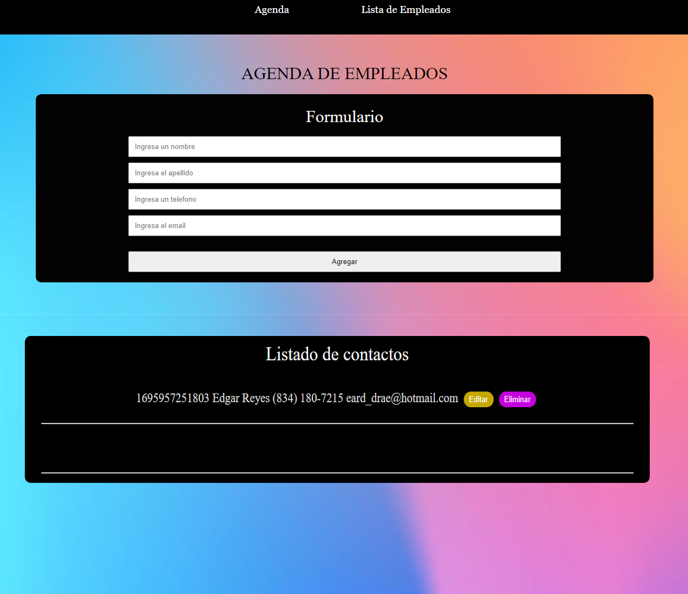 Agenda Lista de Empleados
AGENDA DE EMPLEADOS
Formulario
Ingresa un nombre
Ingresa el apellido
Ingresa un telefono
Ingresa el email
Agregar
Listado de contactos
1695957251803 Edgar Reyes (834) 180-7215 eard_drae@hotmail.com Editar Eliminar